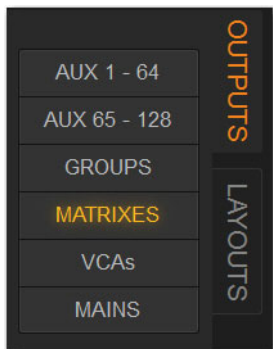 AUX 1 - 64
AUX 65 - 128
GROUPS
MATRIXES
VCAs
MAINS
OUTPUTS
LAYOUTS